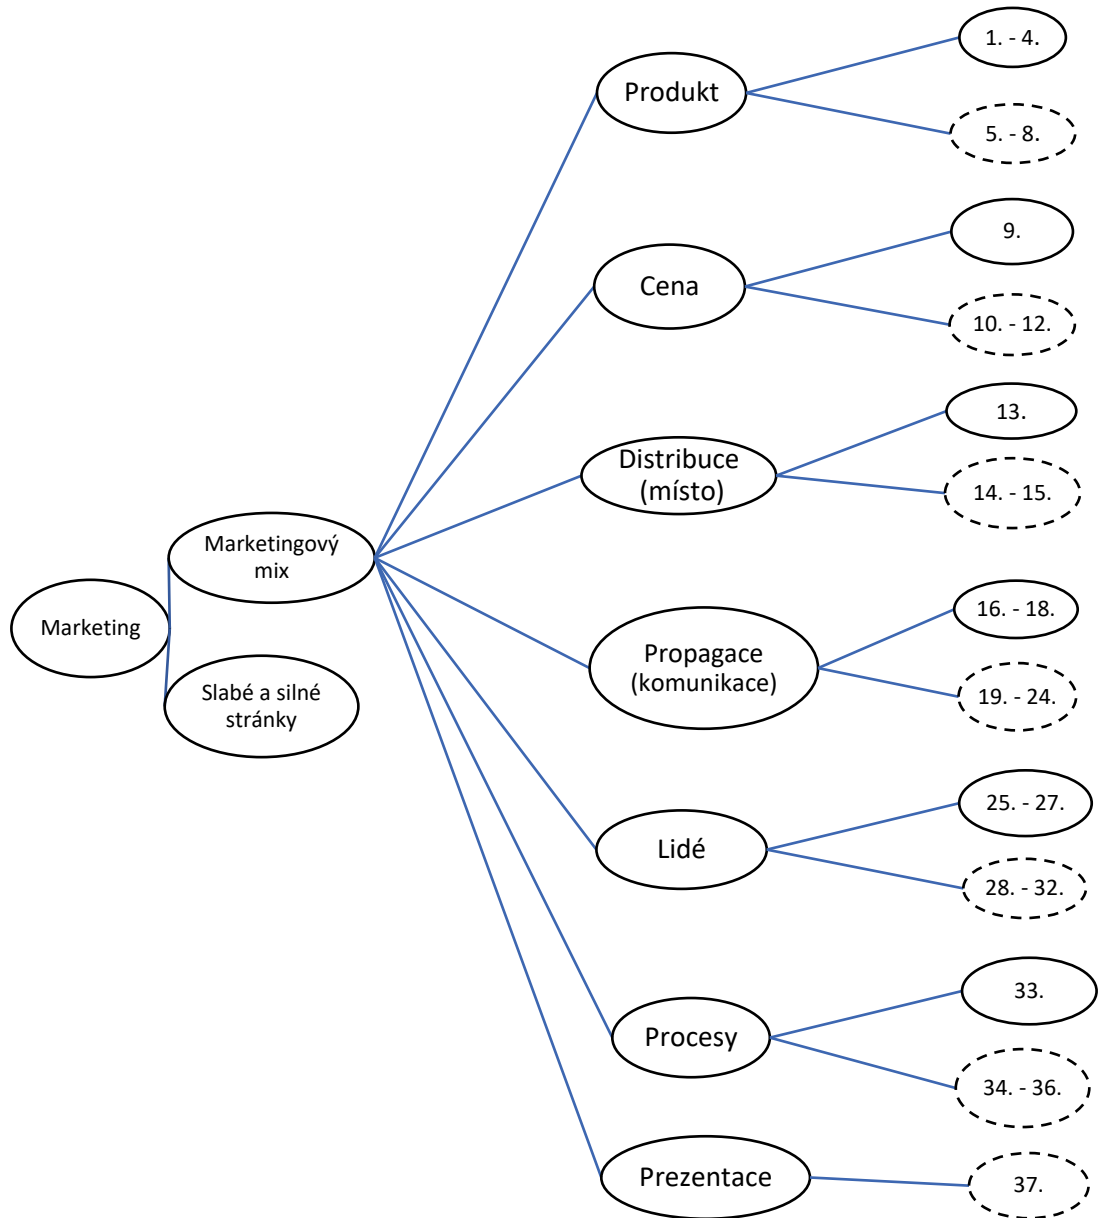 Marketing
Marketingový
mix
Slabé a silné
stránky
Produkt
1. - 4.
5. - 8.
Cena
9.
10. - 12.
Distribuce
(místo)
13.
14. - 15.
Propagace
(komunikace)
16. - 18.
19. - 24.
Lidé
25. - 27.
28. - 32.
Procesy
33.
34. - 36.
Prezentace
37.